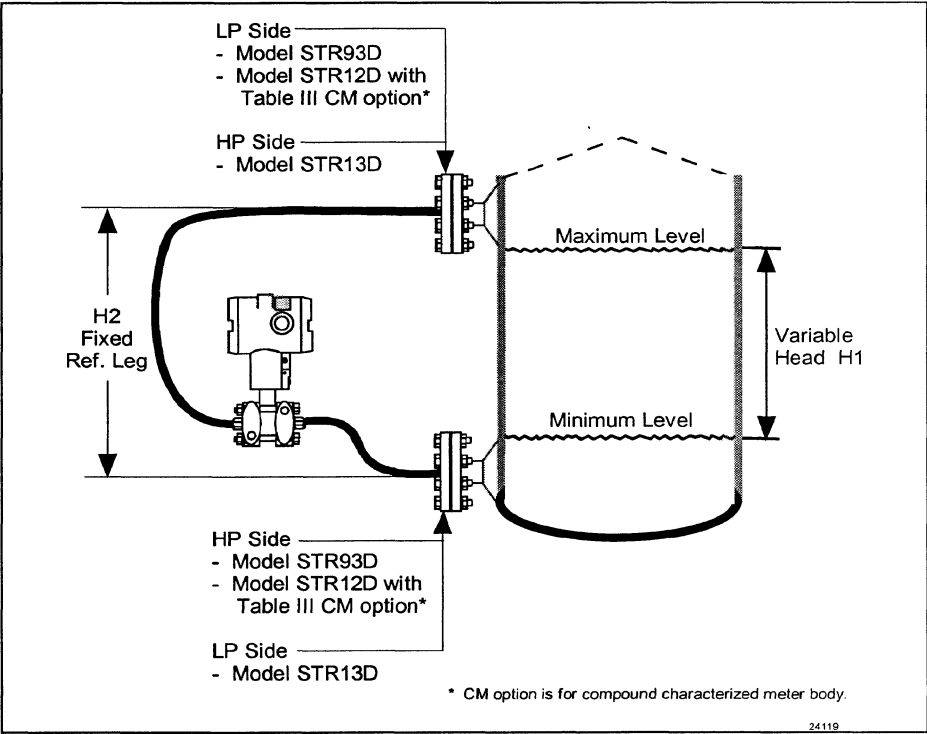 LP Side
- Model STR93D
- Model STR12D with
Table III CM option*
HP Side
- Model STR13D
Maximum Level
H2
Fixed
Ref. Leg
Variable
Head H1
Minimum Level
HP Side
- Model STR93D
- Model STR12D with
Table III CM option*
LP Side
- Model STR13D
* CM option is for compound characterized meter body.
24119